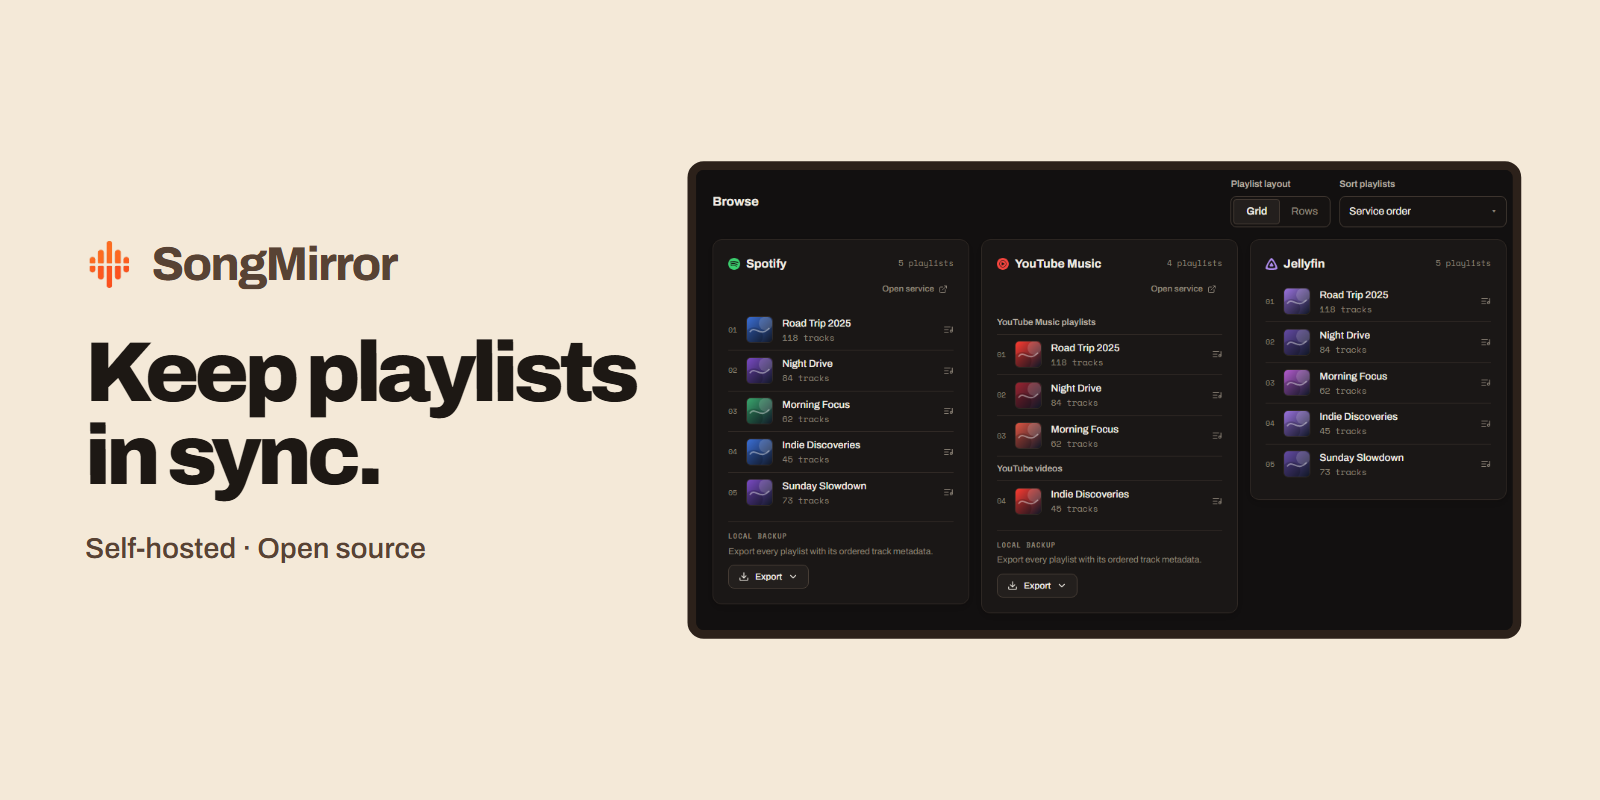 SongMirror
Keep playlists
in sync.
Self-hosted · Open source
Browse
Playlist layout
Grid
Rows
Sort playlists
Service order
Spotify
5 playlists
Open service
01
Road Trip 2025
118 tracks
02
Night Drive
84 tracks
03
Morning Focus
62 tracks
04
Indie Discoveries
45 tracks
05
Sunday Slowdown
73 tracks
LOCAL BACKUP
Export every playlist with its ordered track metadata.
Export
YouTube Music
4 playlists
Open service
YouTube Music playlists
01
Road Trip 2025
118 tracks
02
Night Drive
84 tracks
03
Morning Focus
62 tracks
YouTube videos
04
Indie Discoveries
45 tracks
LOCAL BACKUP
Export every playlist with its ordered track metadata.
Export
Jellyfin
5 playlists
01
Road Trip 2025
118 tracks
02
Night Drive
84 tracks
03
Morning Focus
62 tracks
04
Indie Discoveries
45 tracks
05
Sunday Slowdown
73 tracks